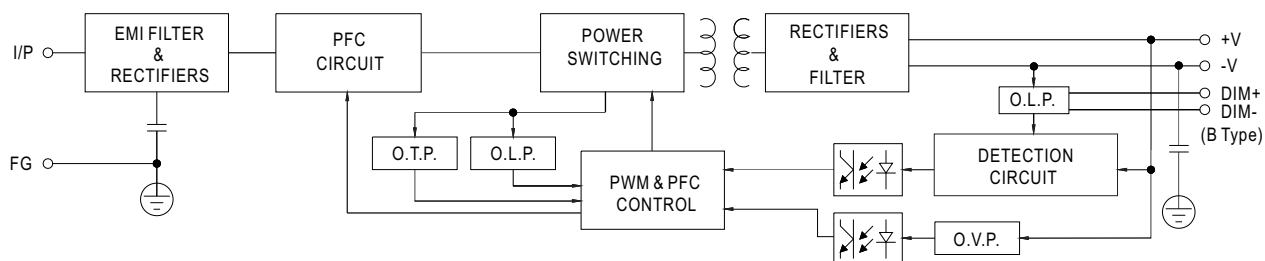 I/P
EMI FILTER
&
RECTIFIERS
PFC
CIRCUIT
POWER
SWITCHING
RECTIFIERS
&
FILTER
+V
-V
O.L.P.
DIM+
DIM-
(B Type)
FG
O.T.P.
O.L.P.
PWM & PFC
CONTROL
DETECTION
CIRCUIT
O.V.P.